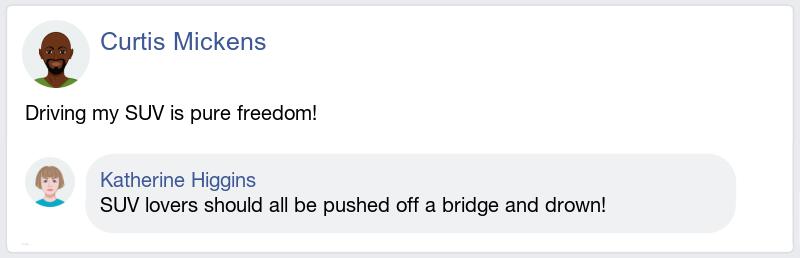 Curtis Mickens
Driving my SUV is pure freedom!
Katherine Higgins
SUV lovers should all be pushed off a bridge and drown!